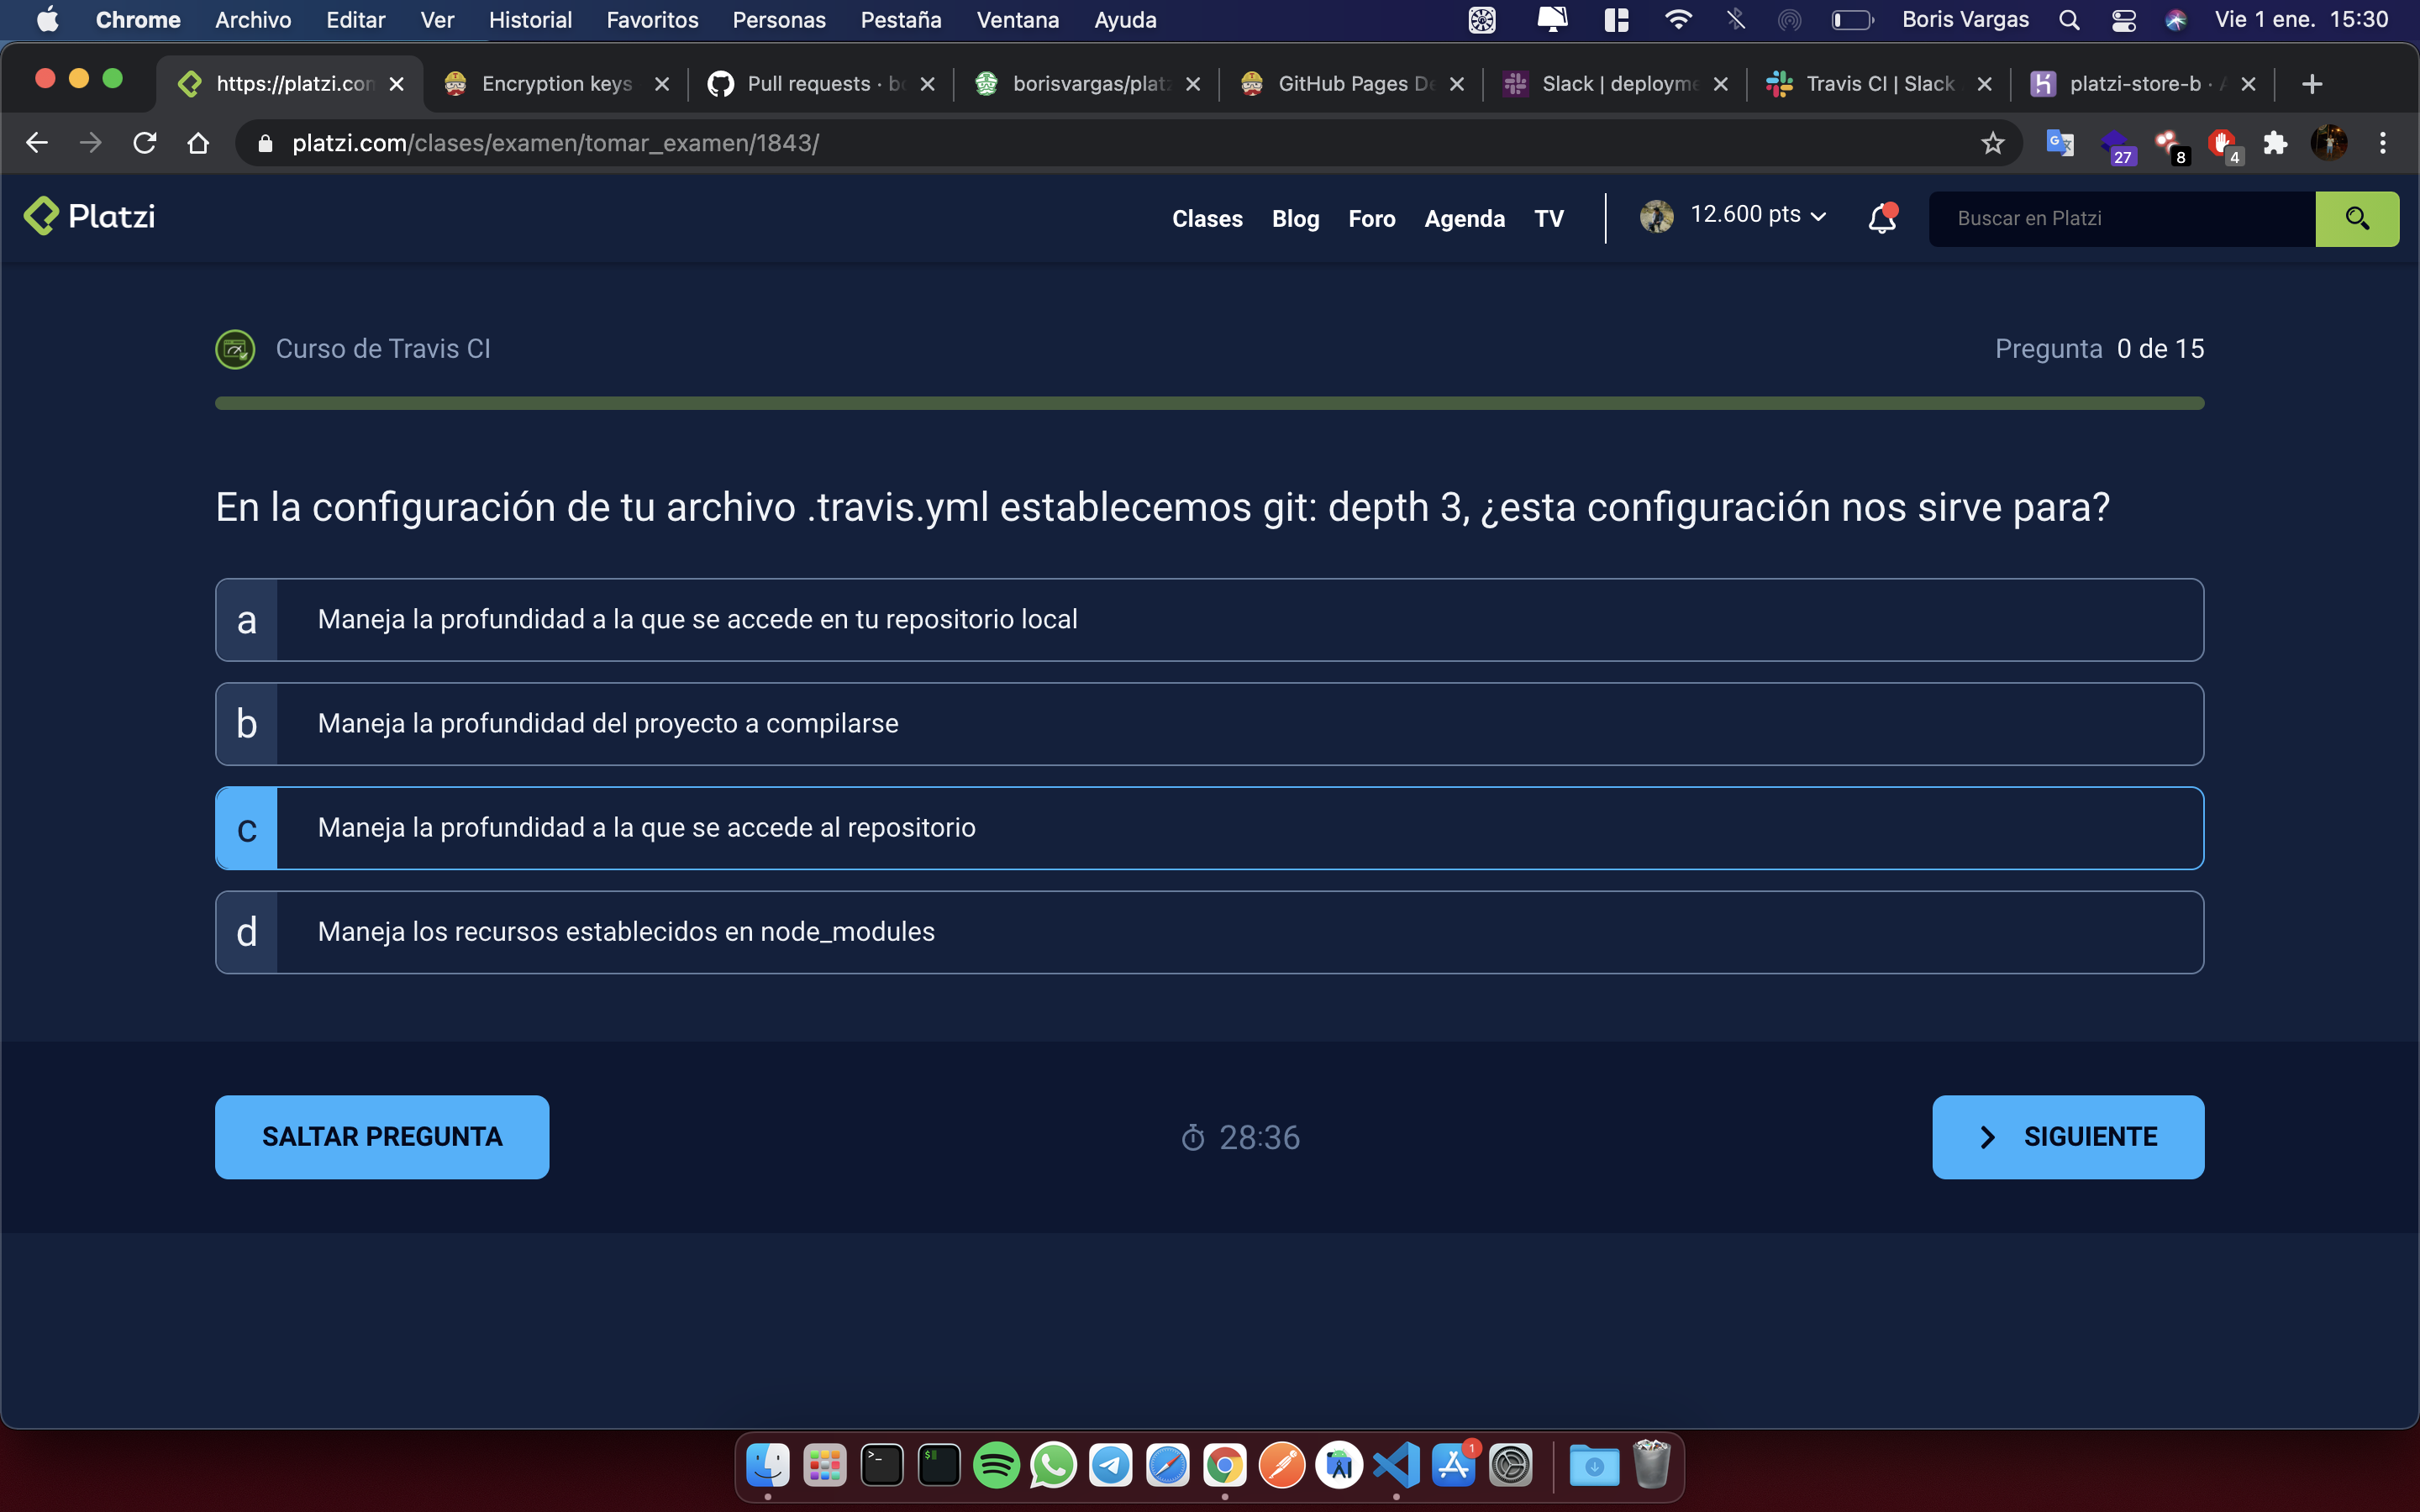 Chrome Archivo Editar Ver Historial Favoritos Personas Pestaña Ventana Ayuda Boris Vargas Vie 1 ene. 15:30
https://platzi.con Encryption keys Pull requests · bo borisvargas/platz GitHub Pages De Slack | deployme Travis CI | Slack platzi-store-b ·
platzi.com/clases/examen/tomar_examen/1843/ 27 8 4
Platzi Clases Blog Foro Agenda TV 12.600 pts Buscar en Platzi
Curso de Travis CI Pregunta 0 de 15
En la configuración de tu archivo .travis.yml establecemos git: depth 3, ¿esta configuración nos sirve para?
a Maneja la profundidad a la que se accede en tu repositorio local
b Maneja la profundidad del proyecto a compilarse
c Maneja la profundidad a la que se accede al repositorio
d Maneja los recursos establecidos en node_modules
SALTAR PREGUNTA 28:36 SIGUIENTE
1